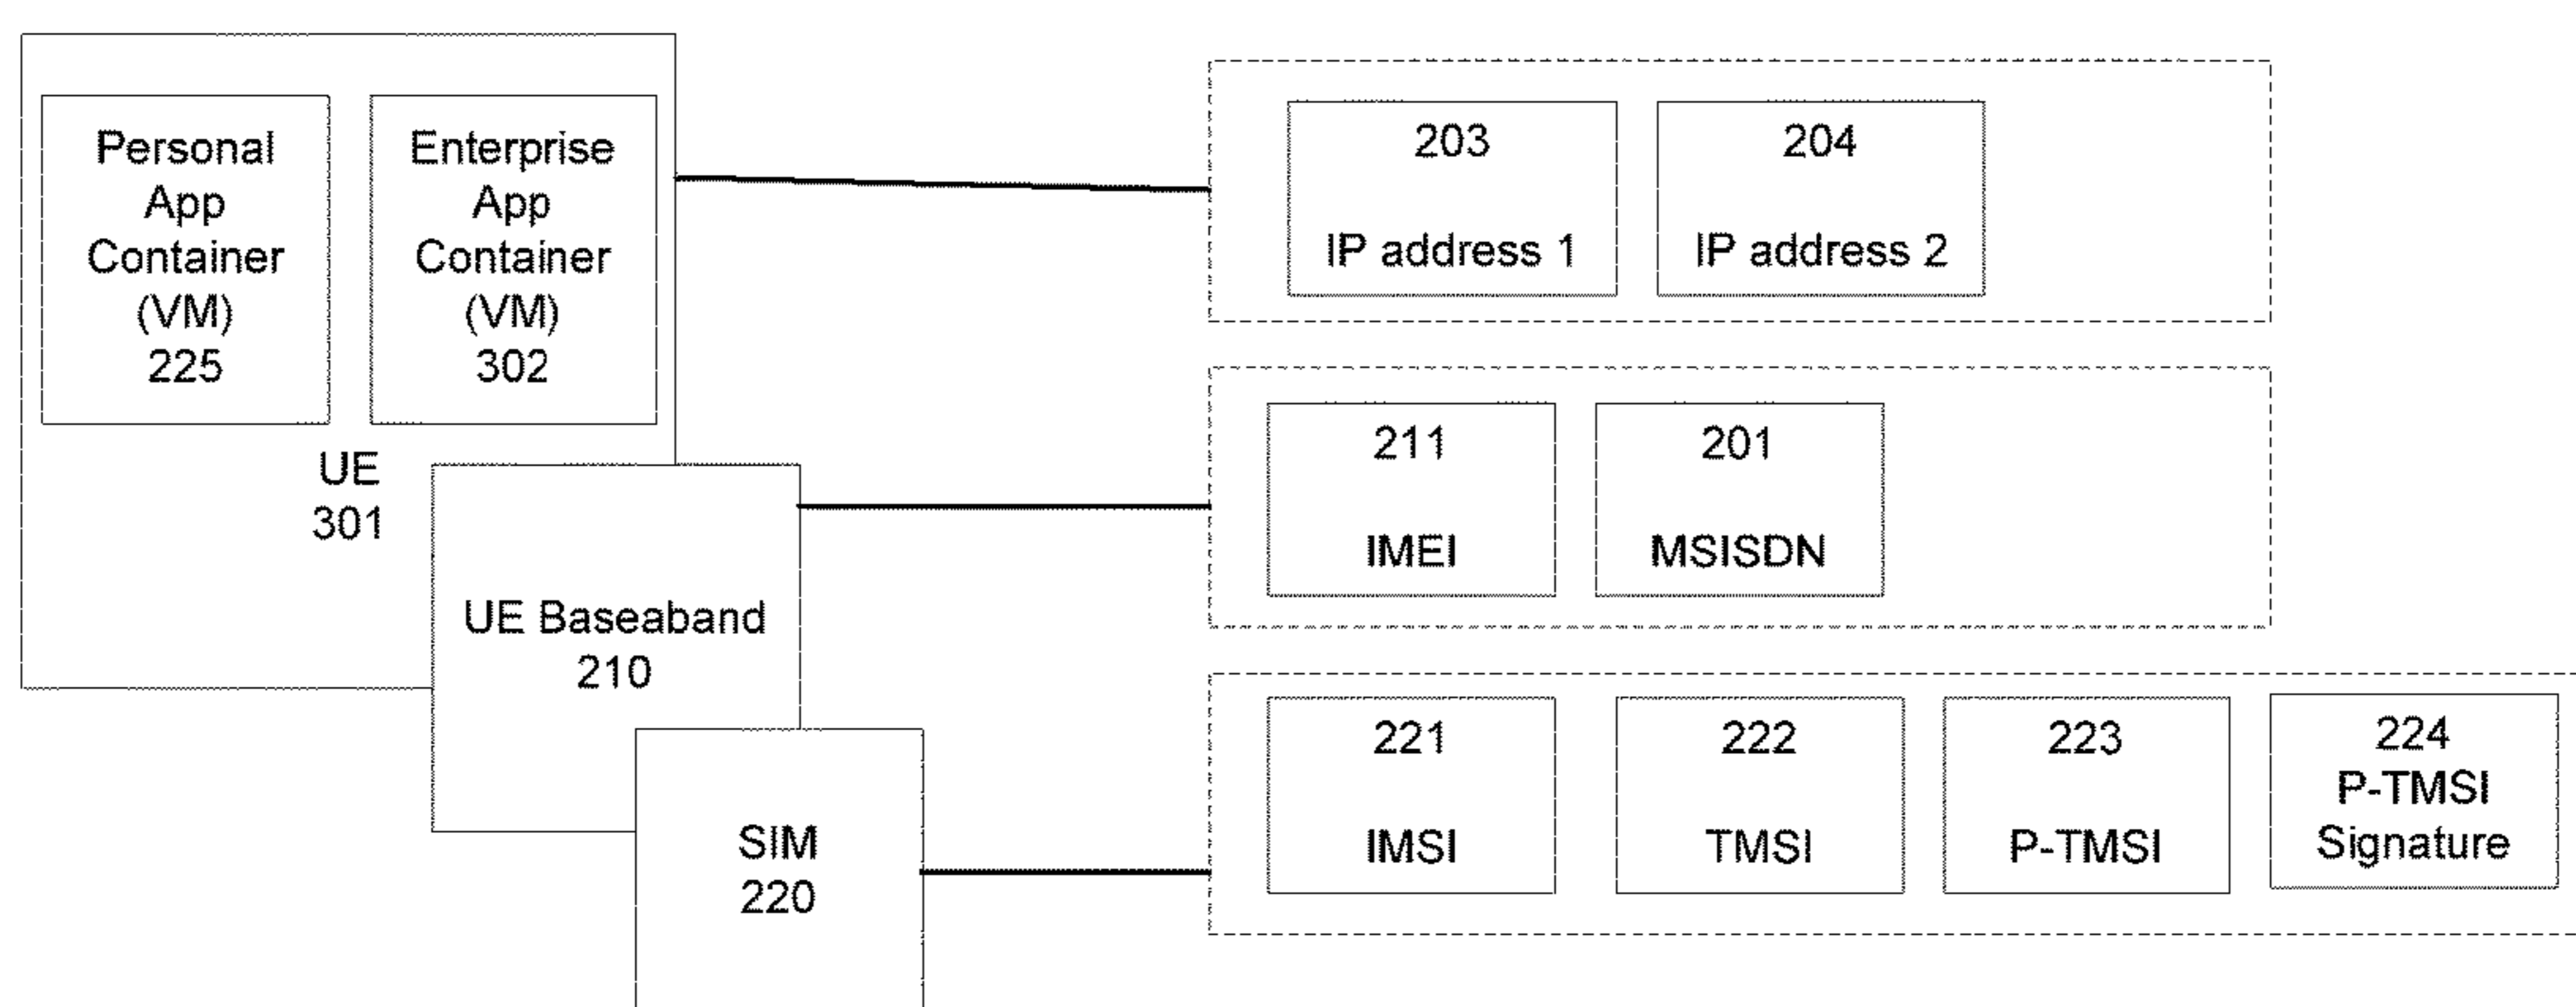 Personal
App
Container
(VM)
225
Enterprise
App
Container
(VM)
302
UE
301
UE Baseaband
210
SIM
220
203
IP address 1
204
IP address 2
211
IMEI
201
MSISDN
221
IMSI
222
TMSI
223
P-TMSI
224
P-TMSI
Signature